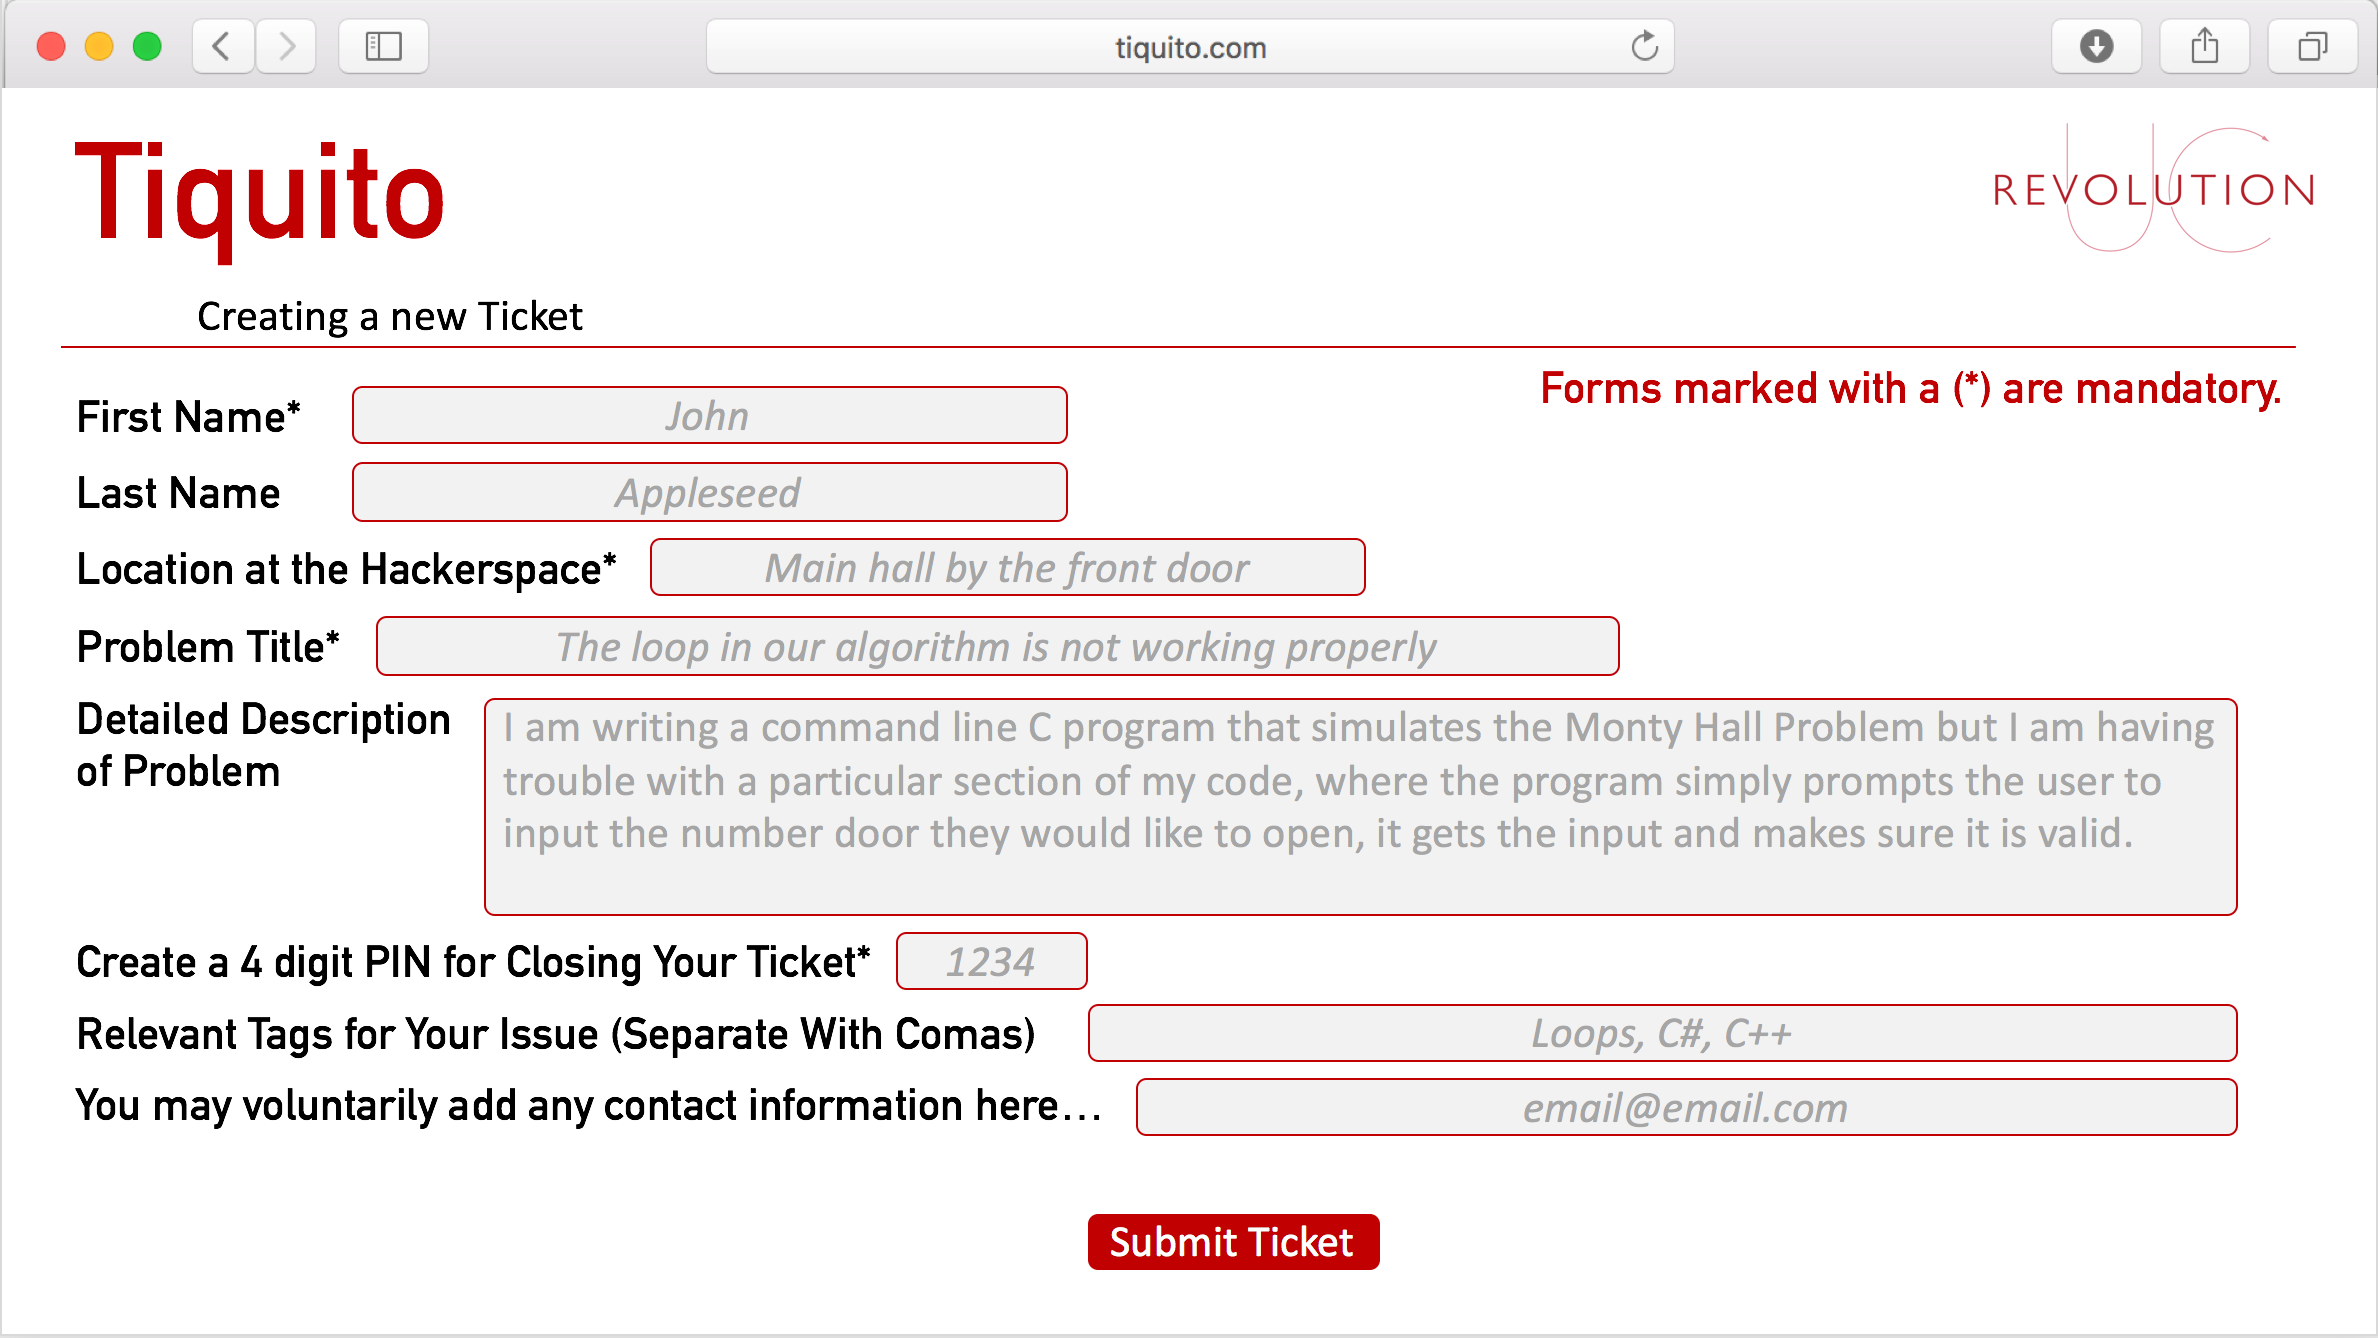 tiquito.com
Tiquito
UC
REVOLUTION
Creating a new Ticket
Forms marked with a (*) are mandatory.
First Name*
John
Last Name
Appleseed
Location at the Hackerspace*
Main hall by the front door
Problem Title*
The loop in our algorithm is not working properly
Detailed Description
of Problem
I am writing a command line C program that simulates the Monty Hall Problem but I am having
trouble with a particular section of my code, where the program simply prompts the user to
input the number door they would like to open, it gets the input and makes sure it is valid.
Create a 4 digit PIN for Closing Your Ticket*
1234
Relevant Tags for Your Issue (Separate With Comas)
Loops, C#, C++
You may voluntarily add any contact information here...
email@email.com
Submit Ticket